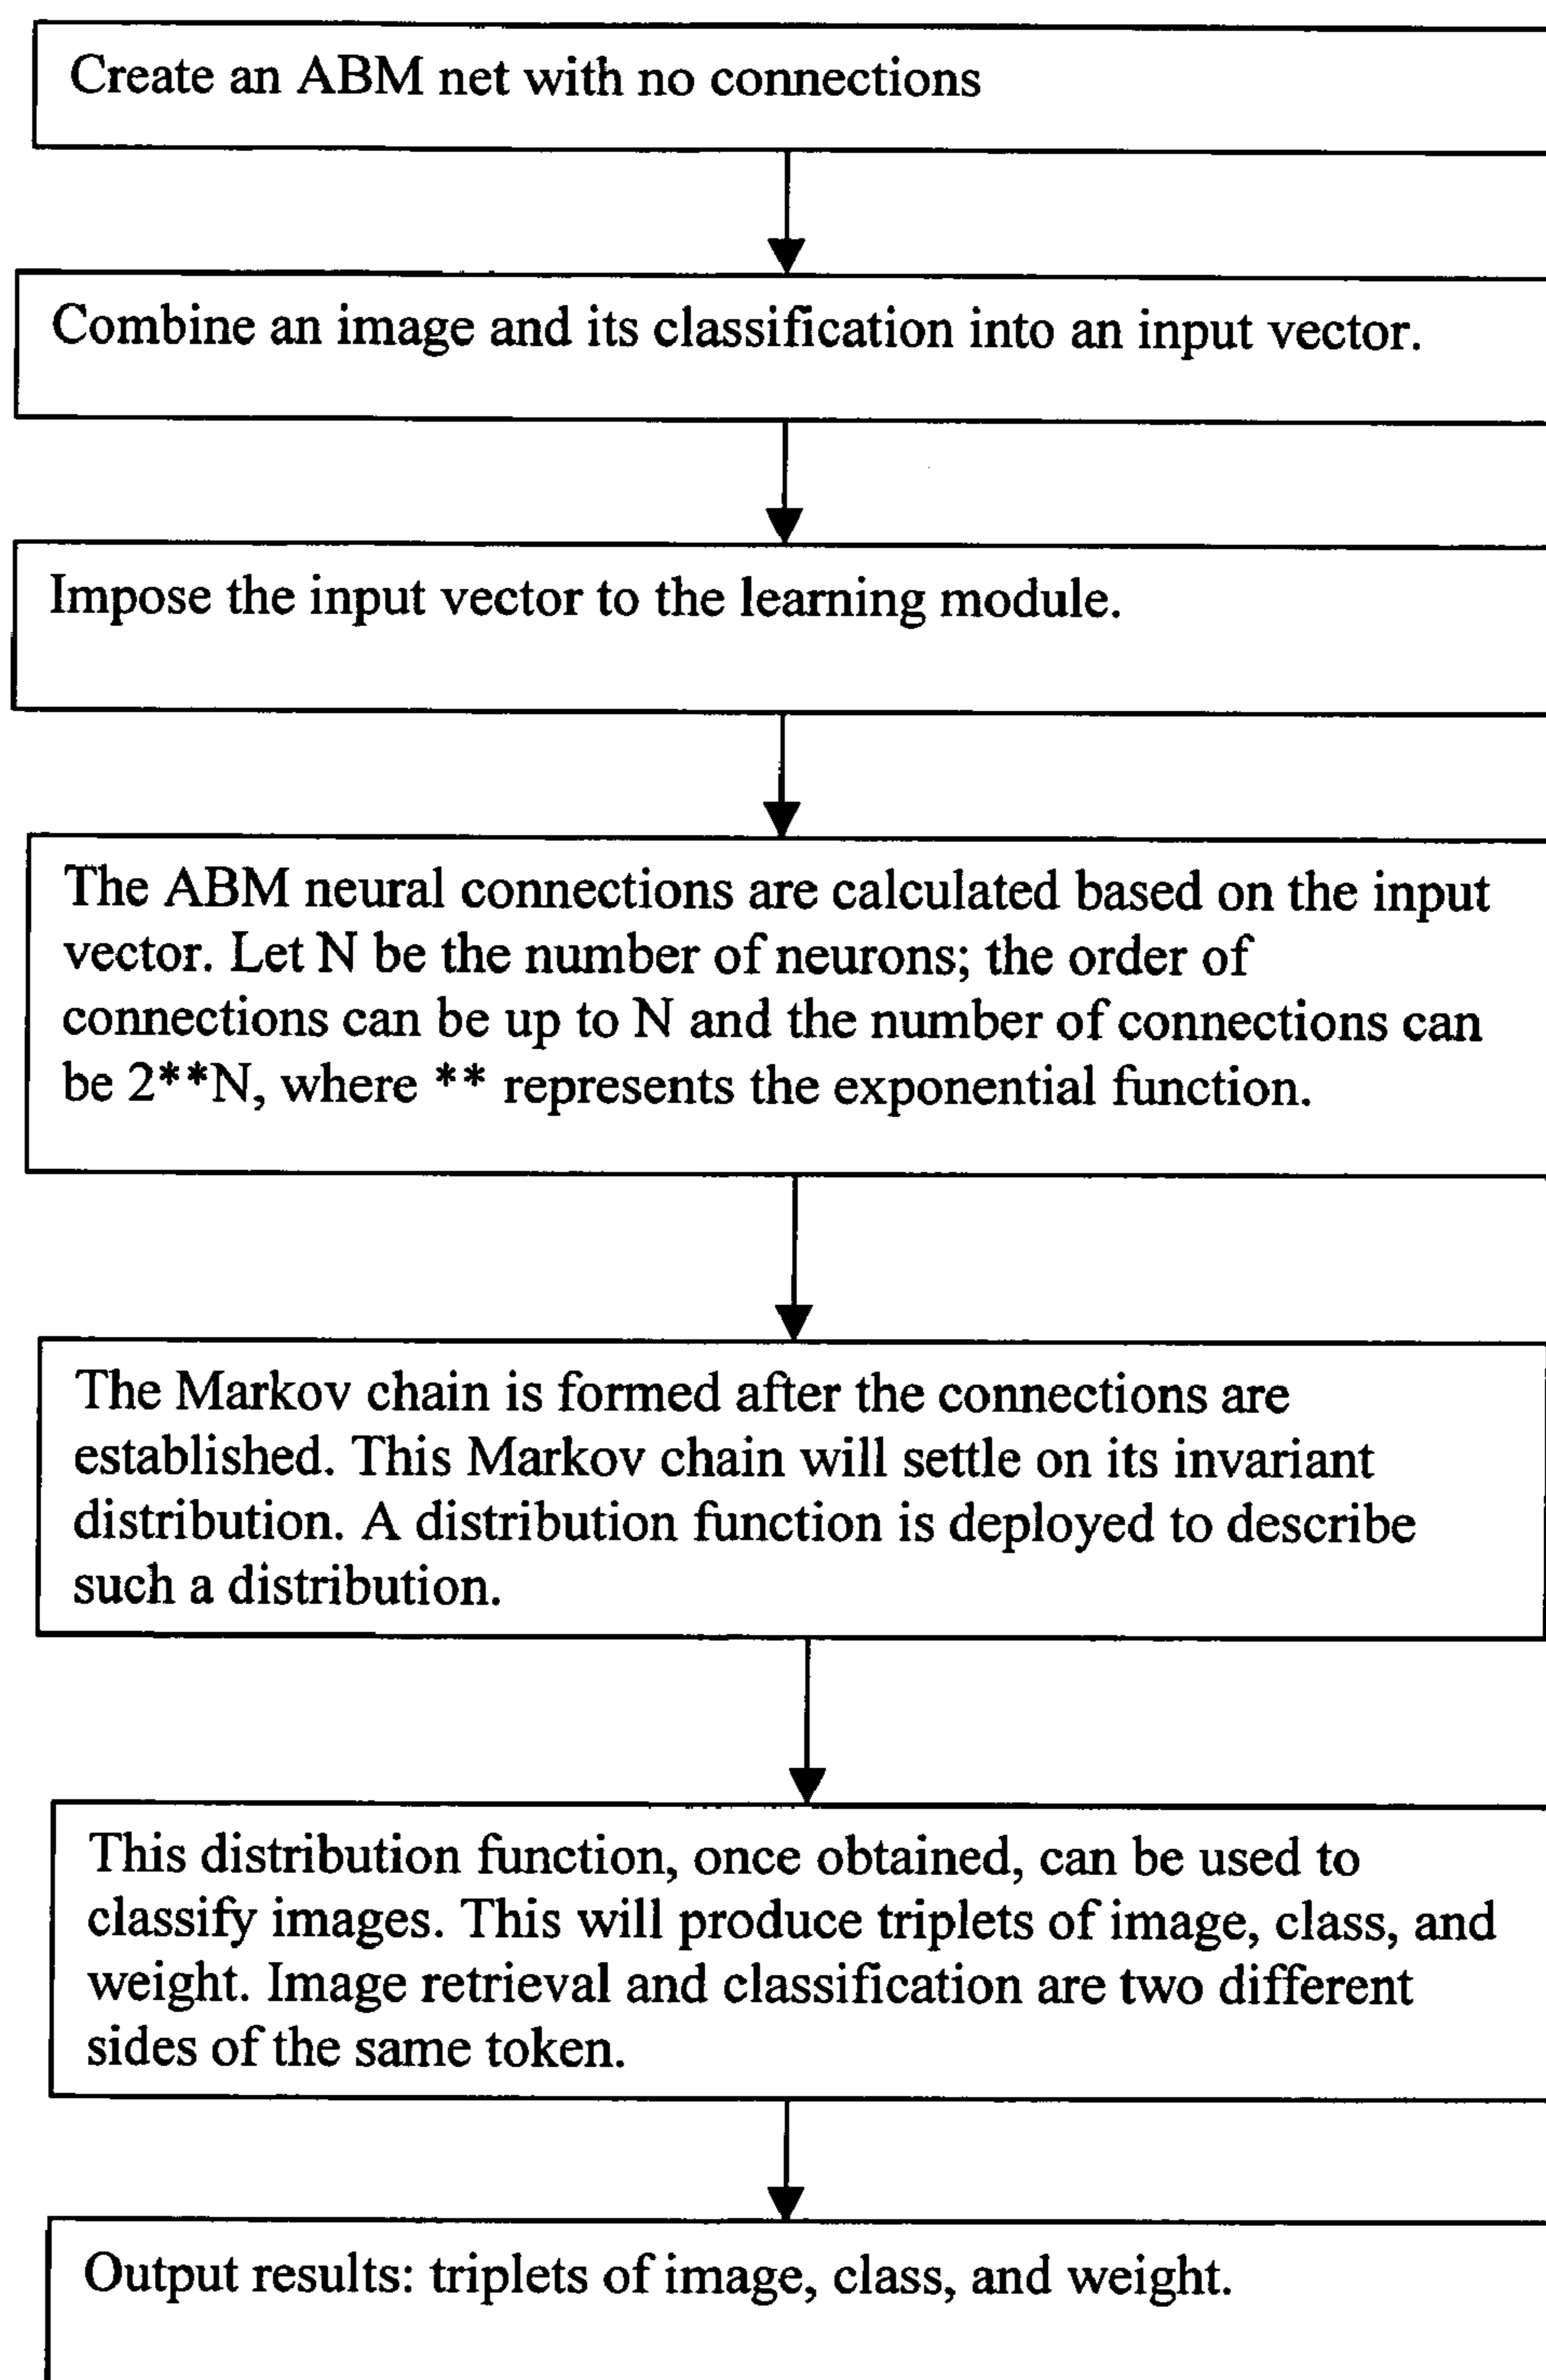 Create an ABM net with no connections
Combine an image and its classification into an input vector.
Impose the input vector to the learning module.
The ABM neural connections are calculated based on the input
vector. Let N be the number of neurons; the order of
connections can be up to N and the number of connections can
be 2**N, where ** represents the exponential function.
The Markov chain is formed after the connections are
established. This Markov chain will settle on its invariant
distribution. A distribution function is deployed to describe
such a distribution.
This distribution function, once obtained, can be used to
classify images. This will produce triplets of image, class, and
weight. Image retrieval and classification are two different
sides of the same token.
Output results: triplets of image, class, and weight.